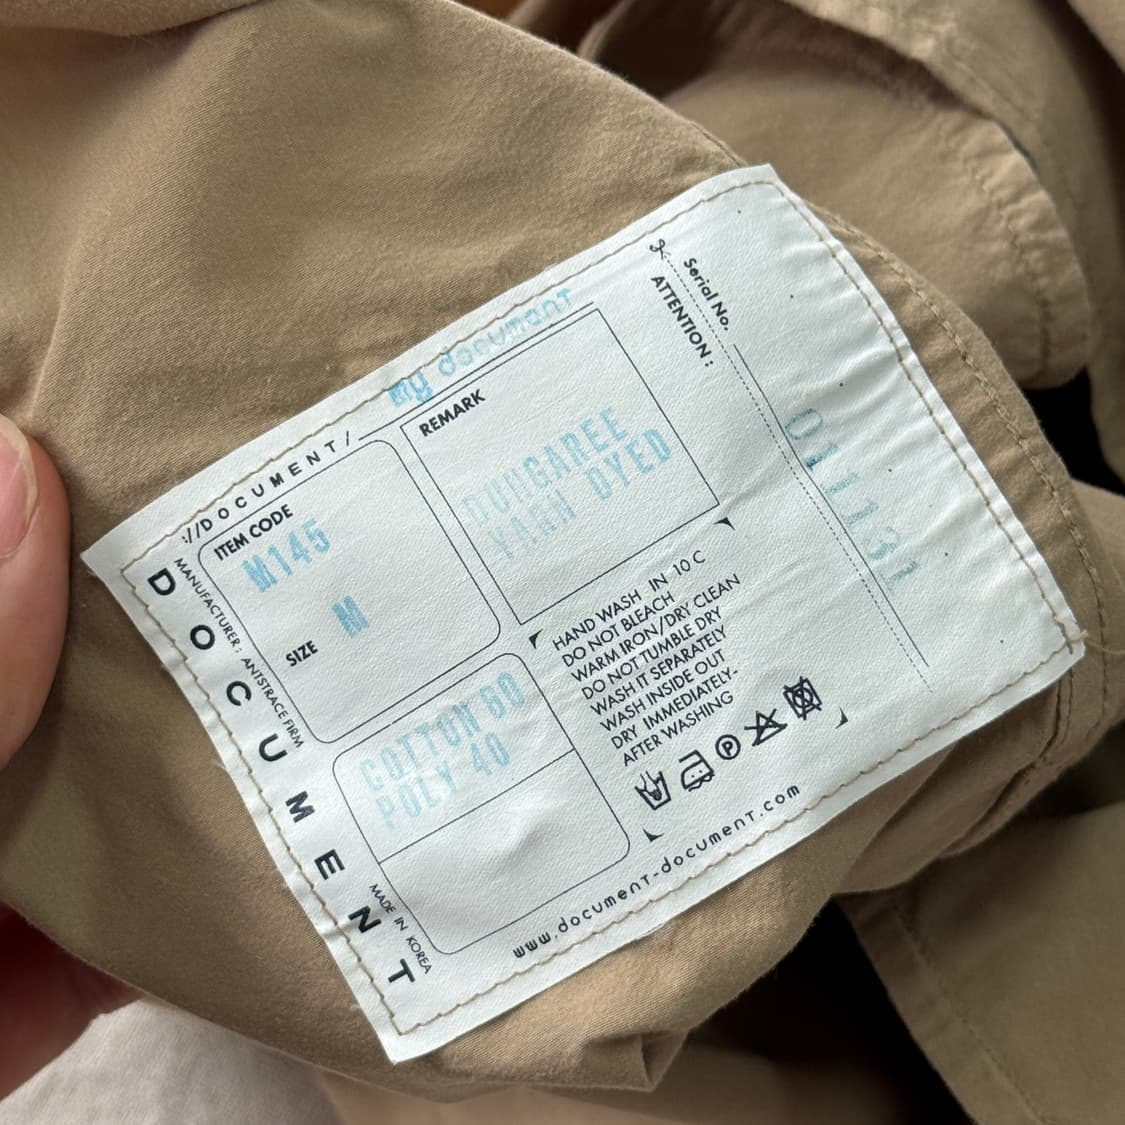 my document
://DOCUMENT/
ITEM CODE
M145
SIZE
M
REMARK
DUNGAREE
YARN DYED
ATTENTION :
Serial No.
COTTON 60
POLY 40
HAND WASH IN 10 C
DO NOT BLEACH
WARM IRON/DRY CLEAN
DO NOT TUMBLE DRY
WASH IT SEPARATELY
WASH INSIDE OUT
DRY IMMEDIATELY-
AFTER WASHING
P
www.document-document.com
DOCUMENT
MANUFACTURER : ANTISTRACE FIRM
MADE IN KOREA